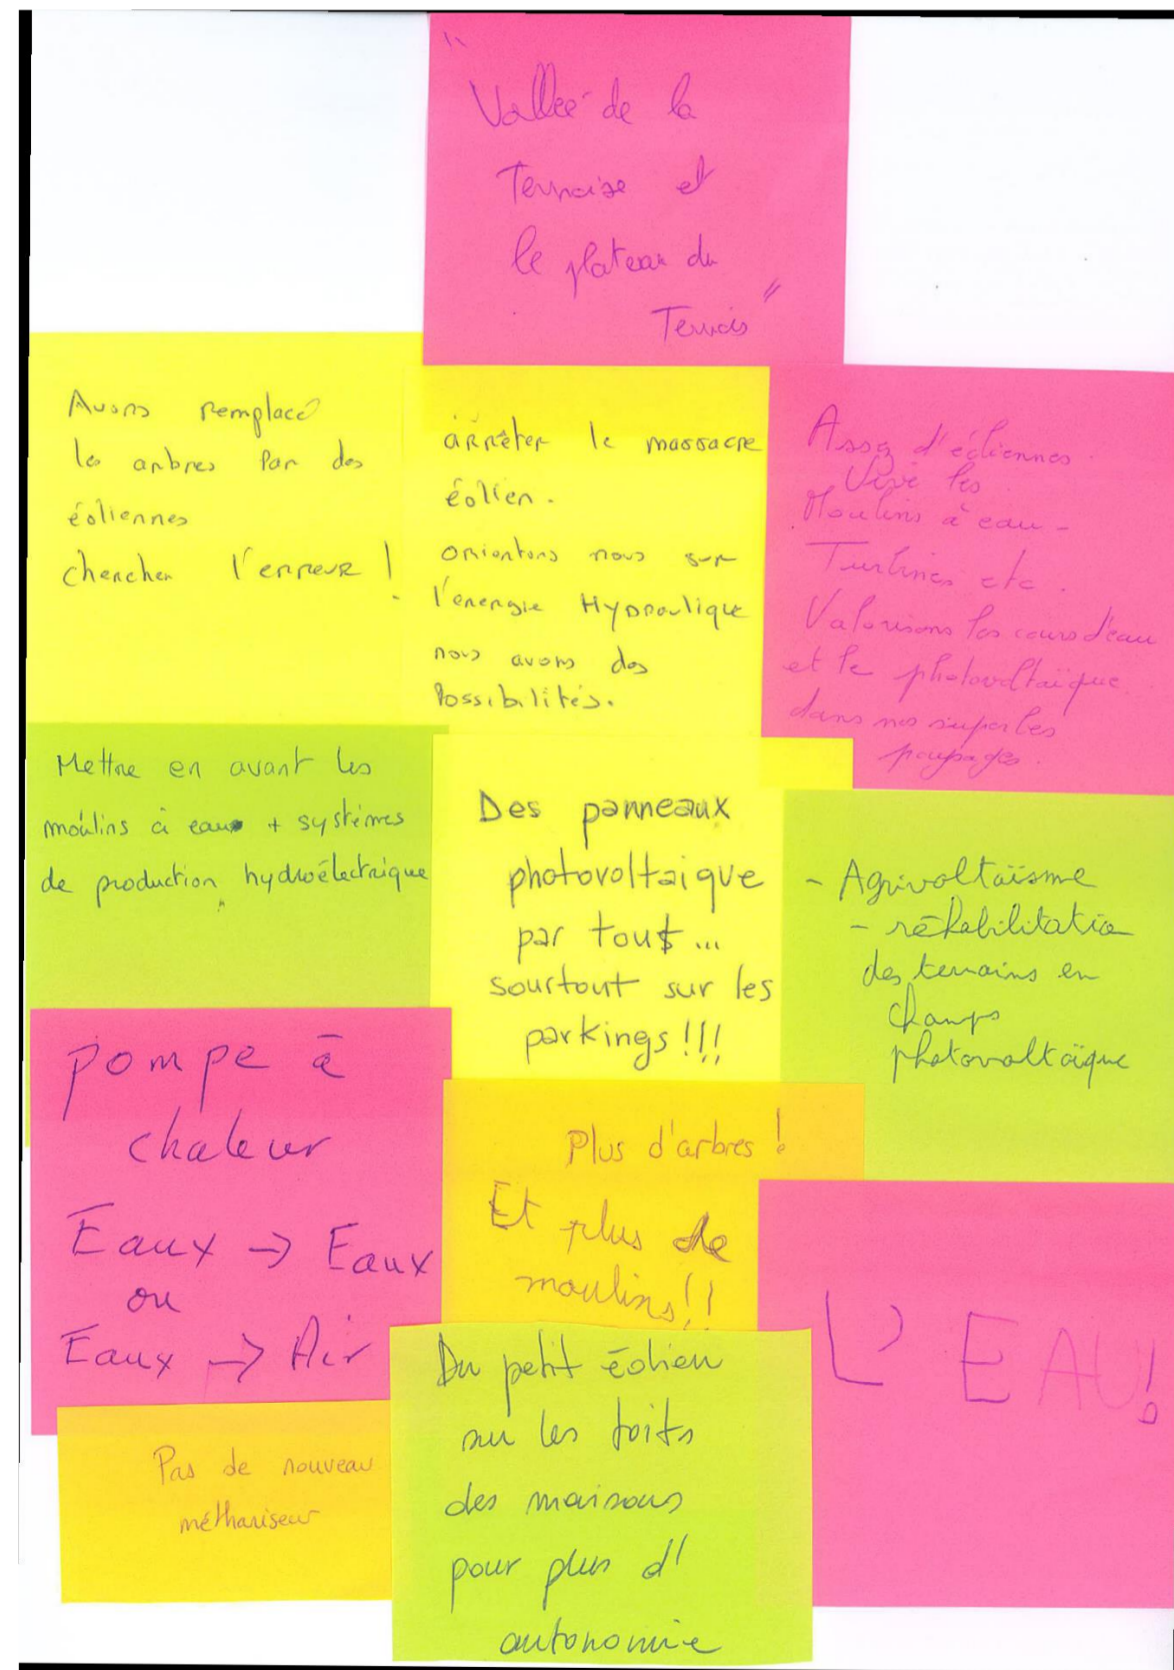 "
Vallée de la
Ternoise et
le plateau du
Ternois"
Avons remplacé
les arbres par des
éoliennes
chercher l'erreur !
arrêter le massacre
éolien.
orientons nous sur
l'énergie Hydraulique
nous avons des
Possibilités.
Assez d'éoliennes.
Vive les
Moulins à eau -
Turbines etc.
Valorisons les cours d'eau
et le photovoltaïque
dans nos superbes
paysages.
Mettre en avant les
moulins à eau + systèmes
de production hydroélectrique
Des panneaux
photovoltaique
par tout...
sourtout sur les
parkings !!!
- Agrivoltaïsme
- réhabilitation
des terrains en
champs
photovoltaïque
pompe à
chaleur
Eaux → Eaux
ou
Eaux → Air
Plus d'arbres !
Et plus de
moulins !!
L'EAU!
Pas de nouveau
méthaniseur
Du petit éolien
sur les toits
des maisons
pour plus d'
autonomie